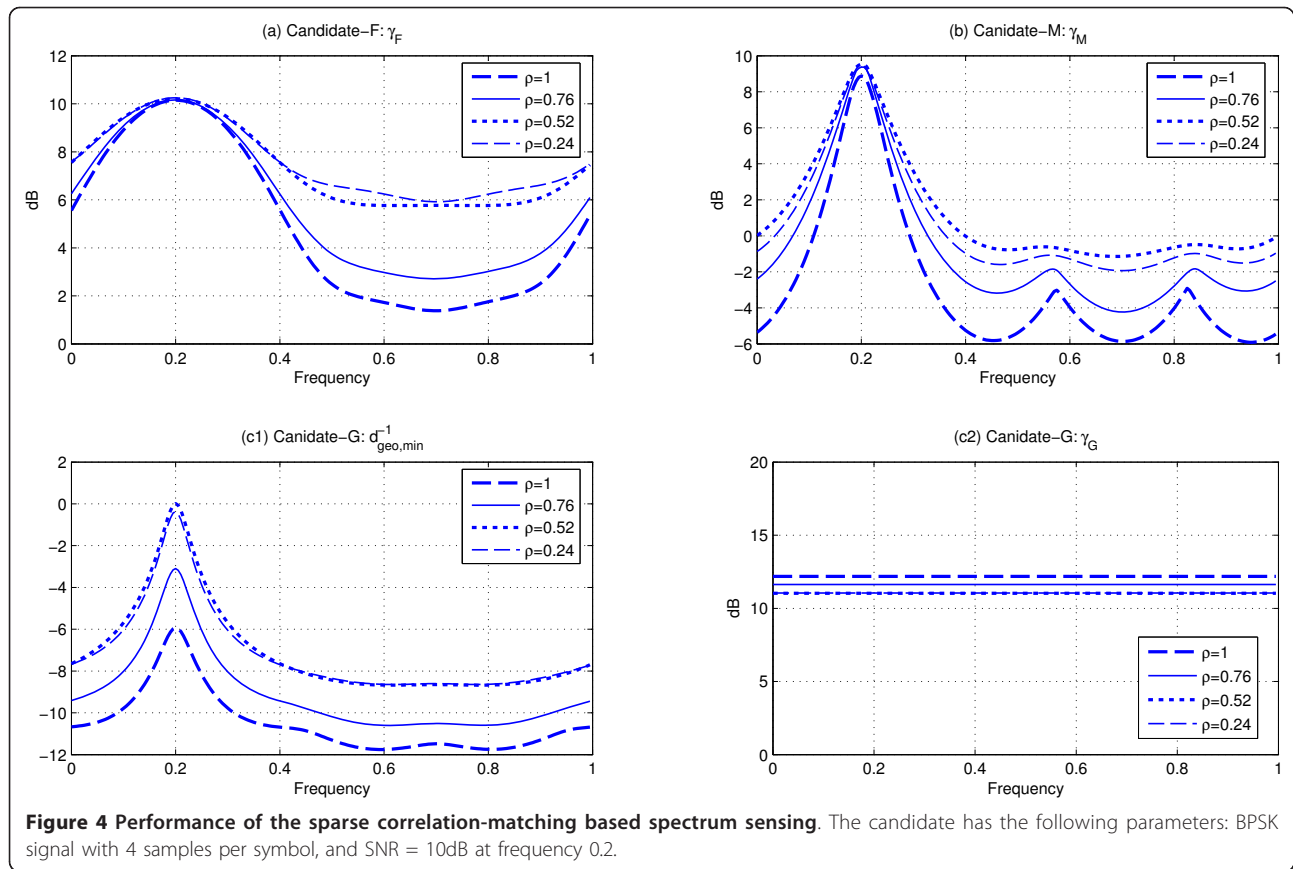 (a) Candidate−F: γF
12
10
8
6
4
2
0
dB
0
0.2
0.4
0.6
0.8
1
Frequency
ρ=1
ρ=0.76
ρ=0.52
ρ=0.24
(b) Canidate−M: γM
10
8
6
4
2
0
−2
−4
−6
dB
0
0.2
0.4
0.6
0.8
1
Frequency
ρ=1
ρ=0.76
ρ=0.52
ρ=0.24
(c1) Canidate−G: d−1geo,min
2
0
−2
−4
−6
−8
−10
−12
0
0.2
0.4
0.6
0.8
1
Frequency
ρ=1
ρ=0.76
ρ=0.52
ρ=0.24
(c2) Canidate−G: γG
20
15
10
5
0
dB
0
0.2
0.4
0.6
0.8
1
Frequency
ρ=1
ρ=0.76
ρ=0.52
ρ=0.24
Figure 4 Performance of the sparse correlation-matching based spectrum sensing. The candidate has the following parameters: BPSK
signal with 4 samples per symbol, and SNR = 10dB at frequency 0.2.